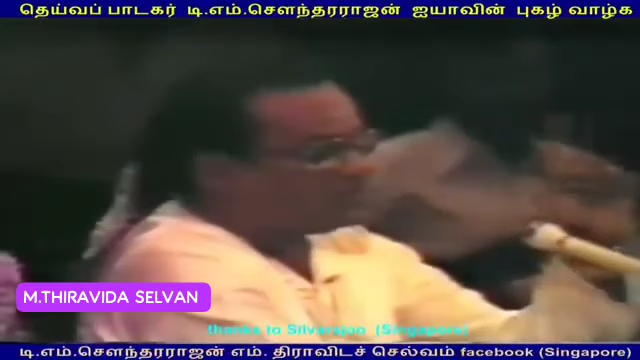 தெய்வப் பாடகர் டி.எம்.சௌந்தரராஜன் ஐயாவின் புகழ் வாழ்க
M.THIRAVIDA SELVAN
thanks to Silvarajoo (Singapore)
டி.எம்.சௌந்தரராஜன் எம். திராவிடச் செல்வம் facebook (Singapore)